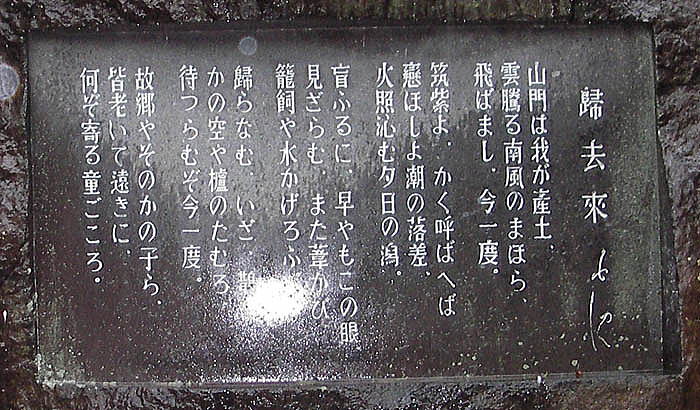 歸去來
山門は我が産土、
雲騰る南風のまほら、
飛ばまし、今一度。
筑紫よ、かく呼ばへば
戀ほしよ潮の落差、
火照沁む夕日の潟。
盲ふるに、早やもこの眼
見ざらむ、また葦かび
籠飼や水かげろふ
歸らなむ、いざ鵲
かの空や櫨のたむろ
待つらむぞ今一度。
故郷やそのかの子ら、
皆老いて遠きに、
何ぞ寄る童ごころ。